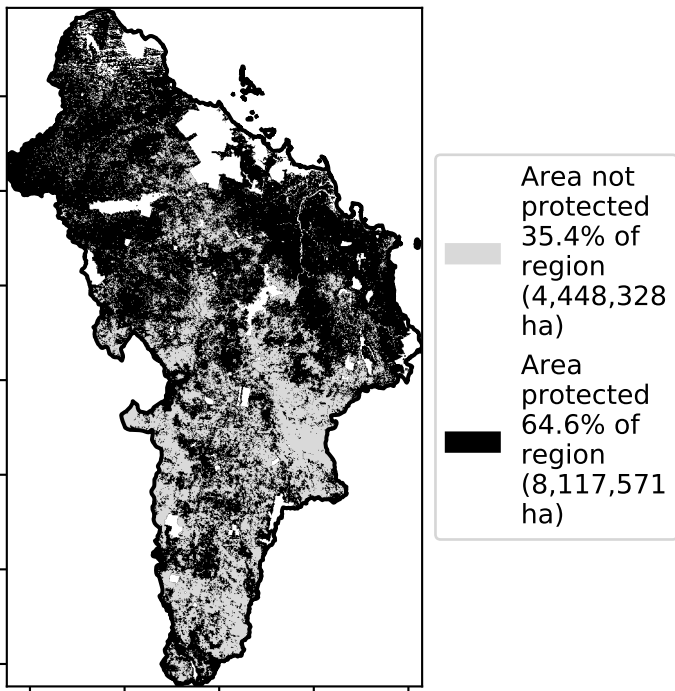 Area not
protected
35.4% of
region
(4,448,328
ha)
Area
protected
64.6% of
region
(8,117,571
ha)